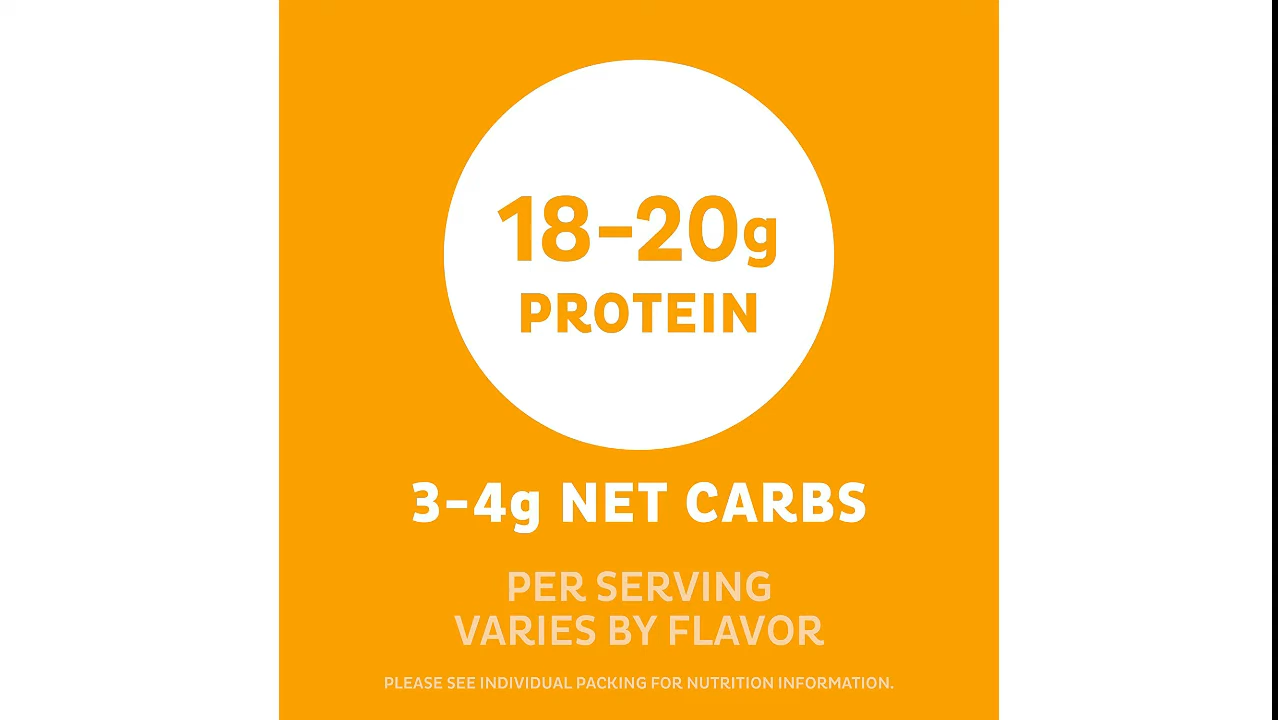 18-20g
PROTEIN
3-4g NET CARBS
PER SERVING
VARIES BY FLAVOR
PLEASE SEE INDIVIDUAL PACKING FOR NUTRITION INFORMATION.